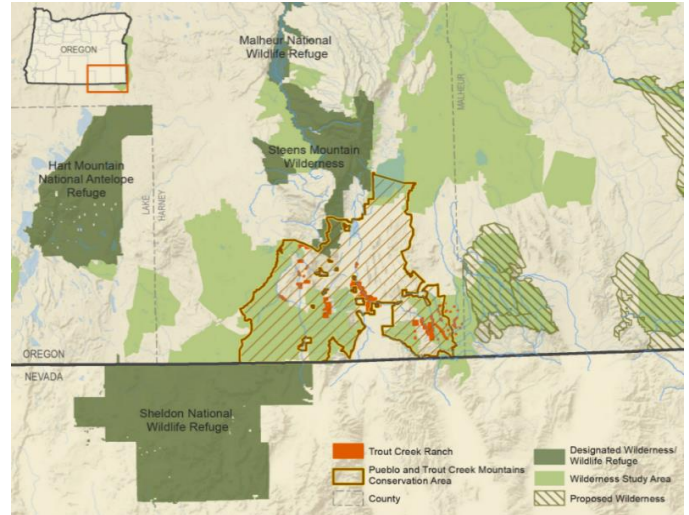 OREGON
Malheur National
Wildlife Refuge
MALHEUR
Steens Mountain
Wilderness
Hart Mountain
National Antelope
Refuge
LAKE
HARNEY
OREGON
NEVADA
Sheldon National
Wildlife Refuge
Trout Creek Ranch
Pueblo and Trout Creek Mountains
Conservation Area
County
Designated Wilderness/
Wildlife Refuge
Wilderness Study Area
Proposed Wilderness